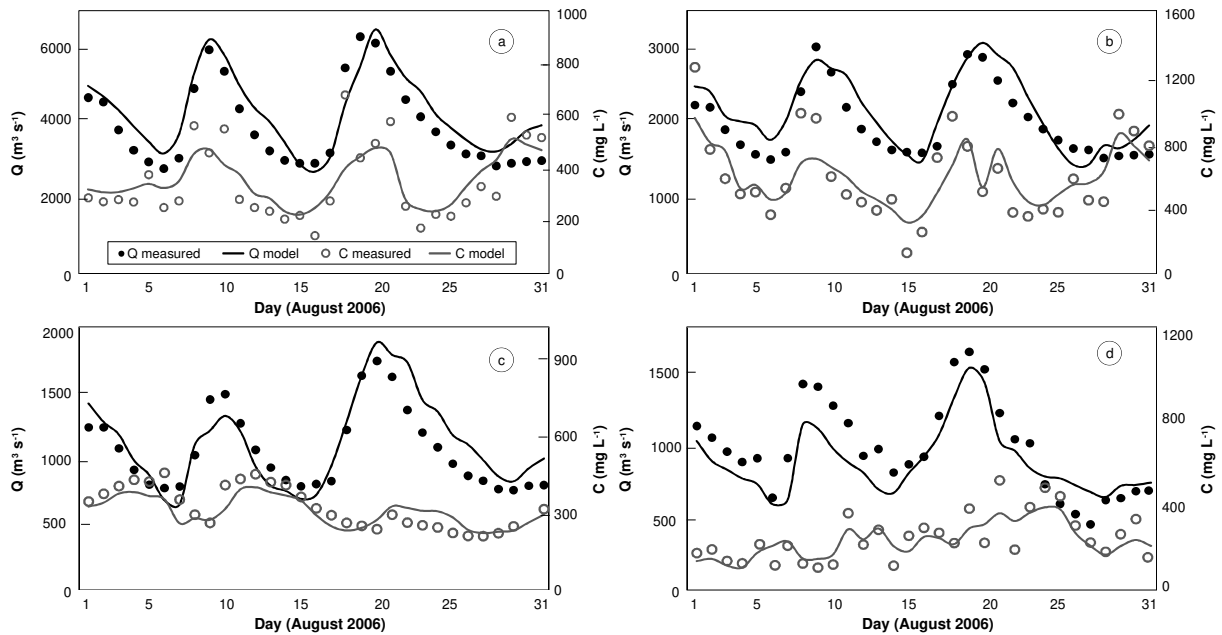 6000
4000
2000
0
Q (m³ s⁻¹)
1000
800
600
400
200
0
C (mg L⁻¹)
a
Q measured Q model C measured C model
1 5 10 15 20 25 31
Day (August 2006)
3000
2000
1000
0
Q (m³ s⁻¹)
1600
1200
800
400
0
C (mg L⁻¹)
b
1 5 10 15 20 25 31
Day (August 2006)
2000
1500
1000
500
0
Q (m³ s⁻¹)
900
600
300
0
C (mg L⁻¹)
c
1 5 10 15 20 25 31
Day (August 2006)
1500
1000
500
0
Q (m³ s⁻¹)
1200
800
400
0
C (mg L⁻¹)
d
1 5 10 15 20 25 31
Day (August 2006)